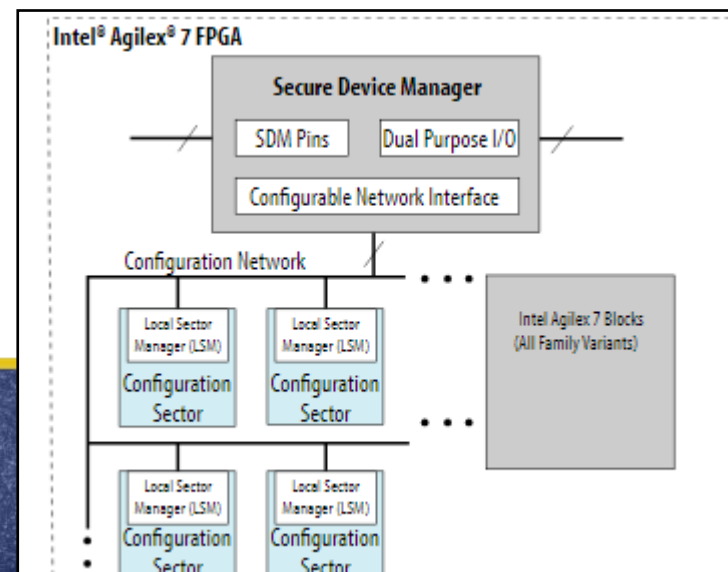 Intel® Agilex® 7 FPGA
Secure Device Manager
SDM Pins
Dual Purpose I/O
Configurable Network Interface
Configuration Network
Local Sector
Manager (LSM)
Configuration
Sector
Local Sector
Manager (LSM)
Configuration
Sector
Intel Agilex 7 Blocks
(All Family Variants)
Local Sector
Manager (LSM)
Configuration
Sector
Local Sector
Manager (LSM)
Configuration
Sector